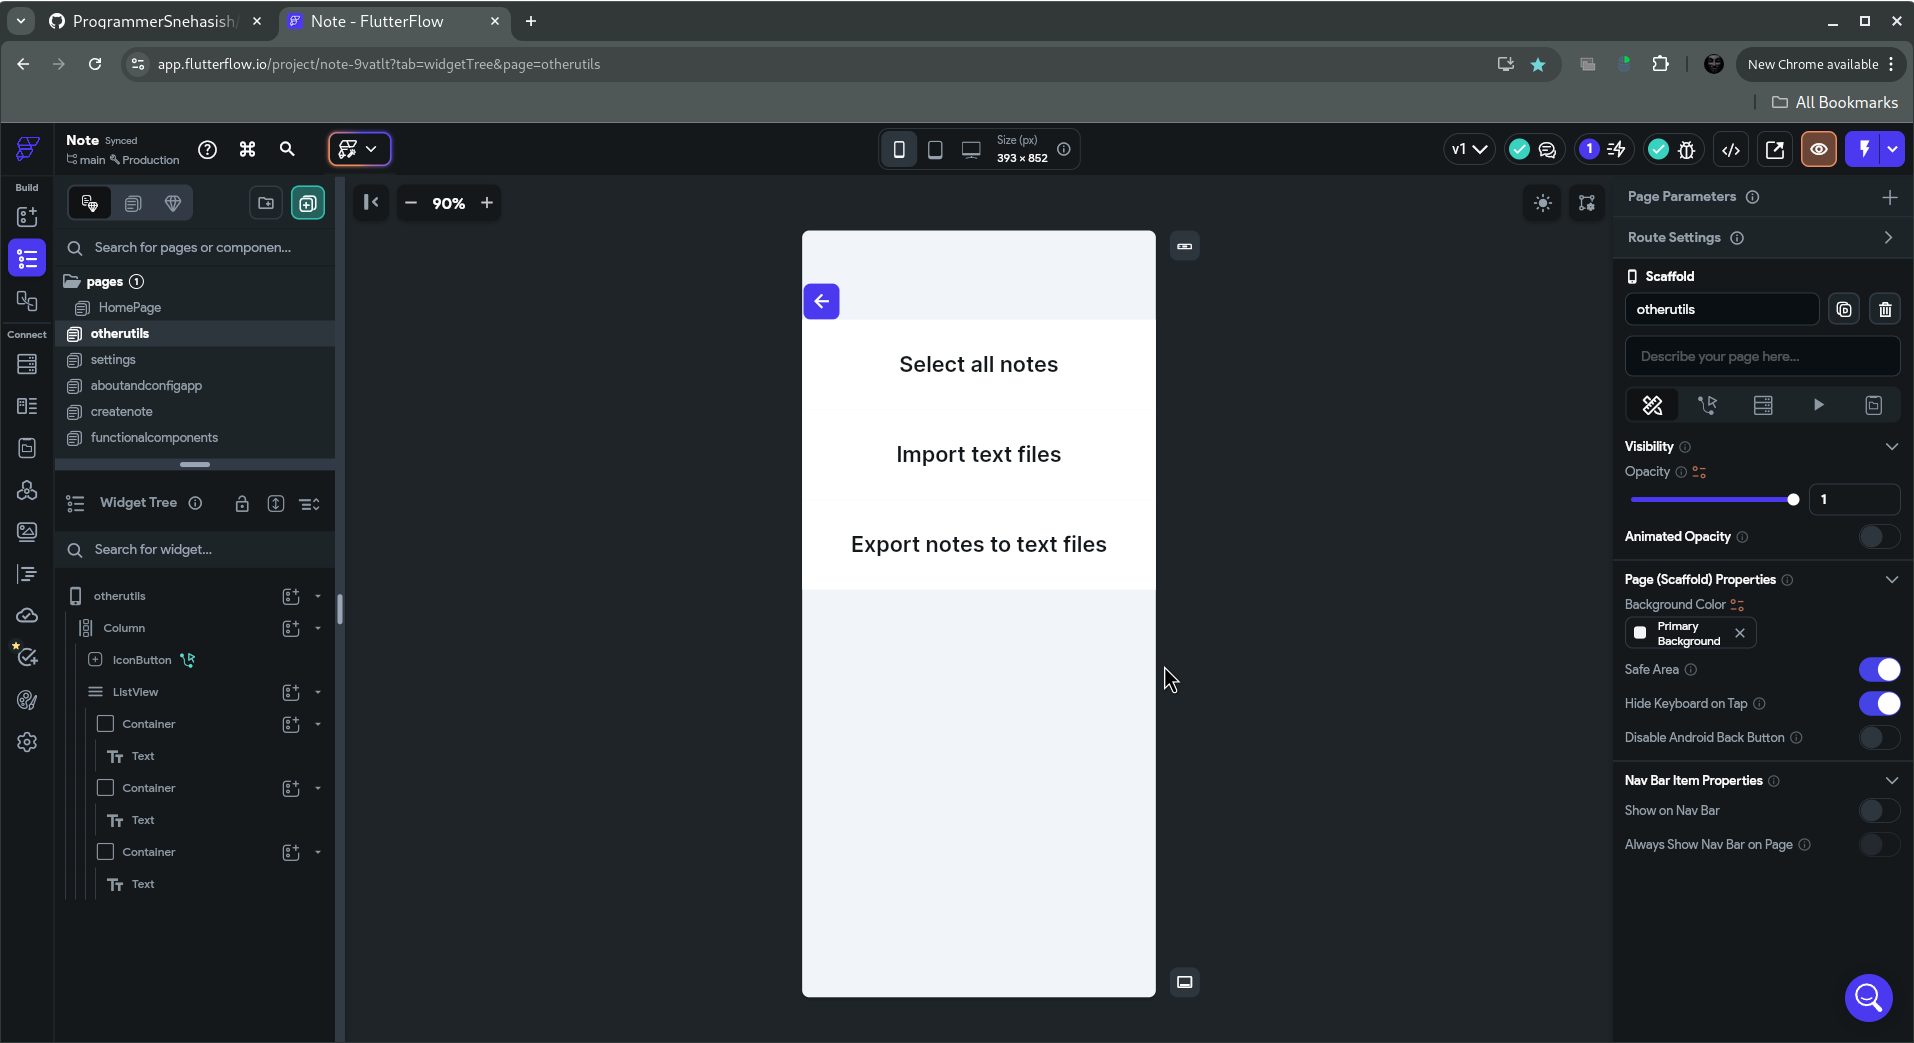 ProgrammerSnehasish
Note - FlutterFlow
app.flutterflow.io/project/note-9vatlt?tab=widgetTree&page=otherutils
New Chrome available
All Bookmarks
Note Synced
main Production
Size (px)
393 × 852
v1
1
Build
Connect
Search for pages or componen...
pages 1
HomePage
otherutils
settings
aboutandconfigapp
createnote
functionalcomponents
Widget Tree
Search for widget...
otherutils
Column
IconButton
ListView
Container
Text
Container
Text
Container
Text
90%
Select all notes
Import text files
Export notes to text files
Page Parameters
Route Settings
Scaffold
otherutils
Describe your page here...
Visibility
Opacity
1
Animated Opacity
Page (Scaffold) Properties
Background Color
Primary
Background
Safe Area
Hide Keyboard on Tap
Disable Android Back Button
Nav Bar Item Properties
Show on Nav Bar
Always Show Nav Bar on Page